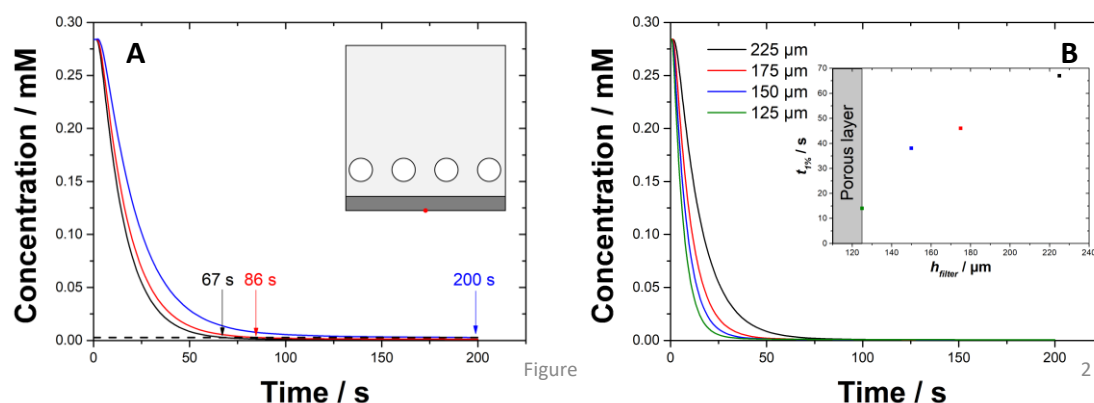 A
Concentration / mM
0.30
0.25
0.20
0.15
0.10
0.05
0.00
67 s
86 s
200 s
0
50
100
150
200
Time / s
Figure
B
Concentration / mM
0.30
0.25
0.20
0.15
0.10
0.05
0.00
225 µm
175 µm
150 µm
125 µm
t1% / s
70
60
50
40
30
20
10
0
Porous layer
120
140
160
180
200
220
240
hfilter / µm
0
50
100
150
200
Time / s
2